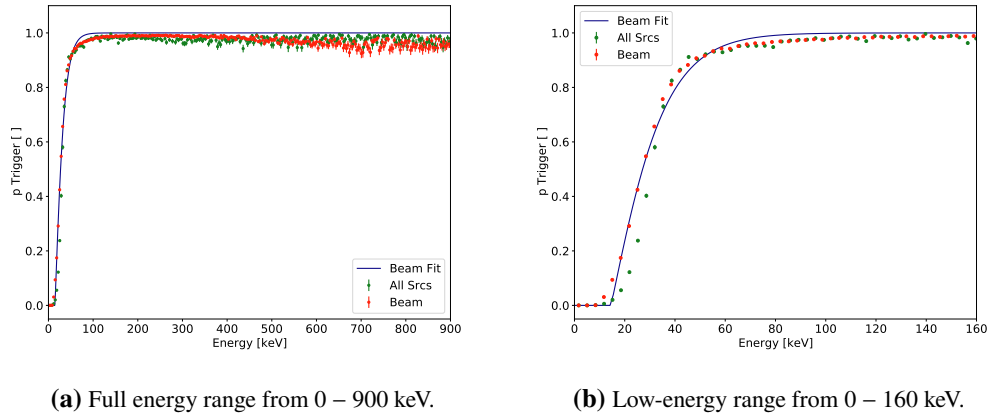 1.0
0.8
0.6
0.4
0.2
0.0
p Trigger [ ]
Beam Fit
All Srcs
Beam
0 100 200 300 400 500 600 700 800 900
Energy [keV]
1.0
0.8
0.6
0.4
0.2
0.0
p Trigger [ ]
Beam Fit
All Srcs
Beam
0 20 40 60 80 100 120 140 160
Energy [keV]
(a) Full energy range from 0 – 900 keV.
(b) Low-energy range from 0 – 160 keV.